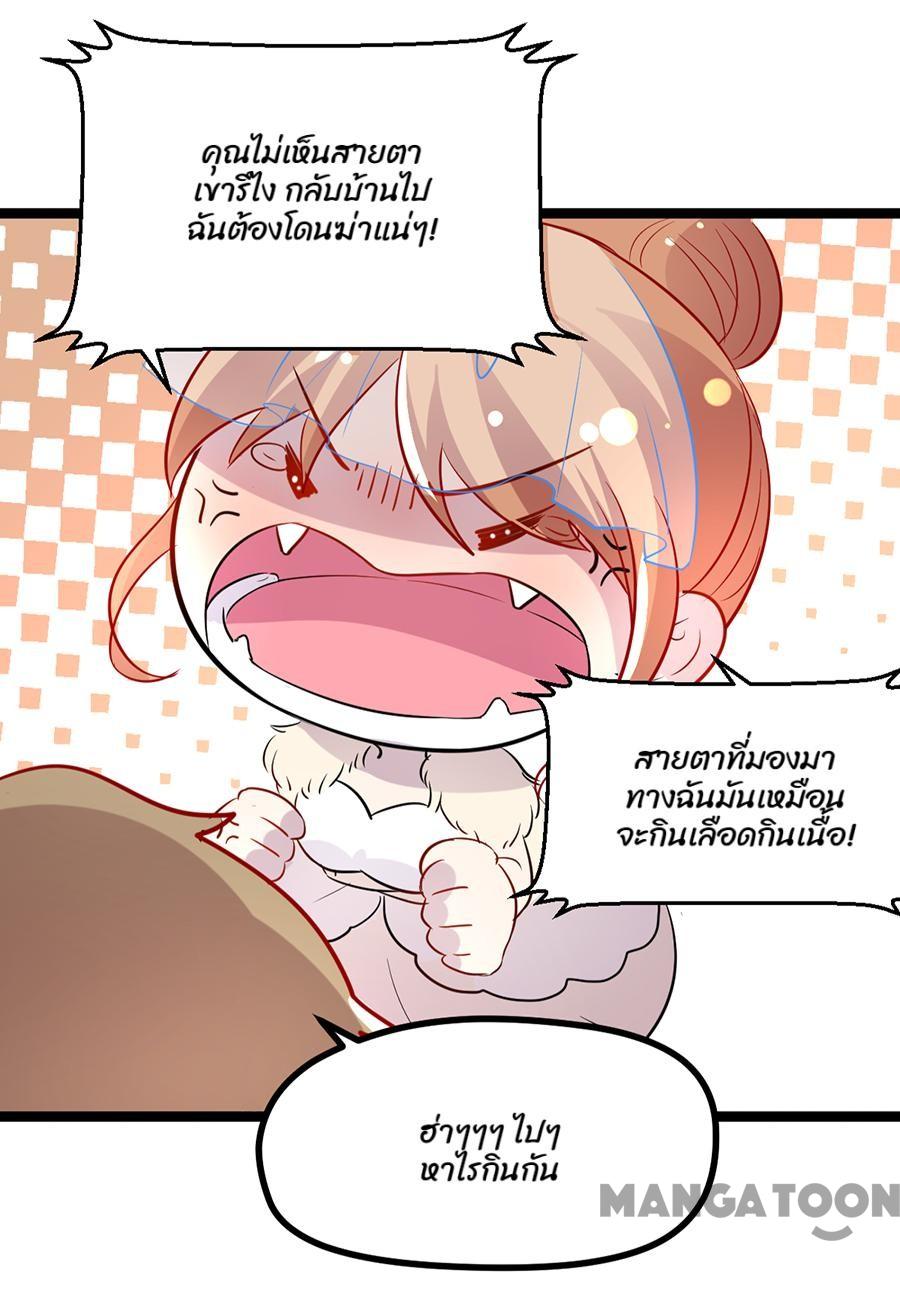 คุณไม่เห็นสายตา
เขารึไง กลับบ้านไป
ฉันต้องโดนฆ่าแน่ๆ!
สายตาที่มองมา
ทางฉันมันเหมือน
จะกินเลือดกินเนื้อ!
ฮ่าๆๆๆ ไปๆ
หาไรกินกัน
MANGATOON